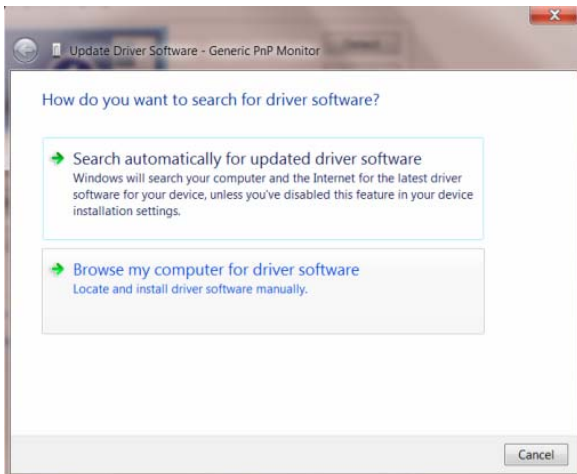 Update Driver Software - Generic PnP Monitor
How do you want to search for driver software?
Search automatically for updated driver software
Windows will search your computer and the Internet for the latest driver
software for your device, unless you've disabled this feature in your device
installation settings.
Browse my computer for driver software
Locate and install driver software manually.
Cancel